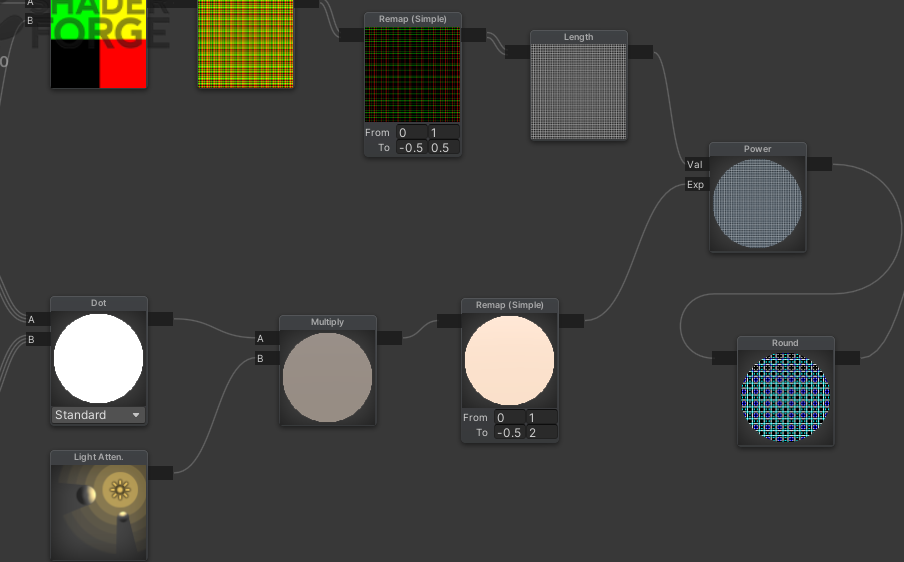 A
B
SHADER
FORGE
0
Remap (Simple)
From 0 1
To -0.5 0.5
Length
Power
Val
Exp
Dot
A
B
Standard
Multiply
A
B
Remap (Simple)
From 0 1
To -0.5 2
Round
Light Atten.